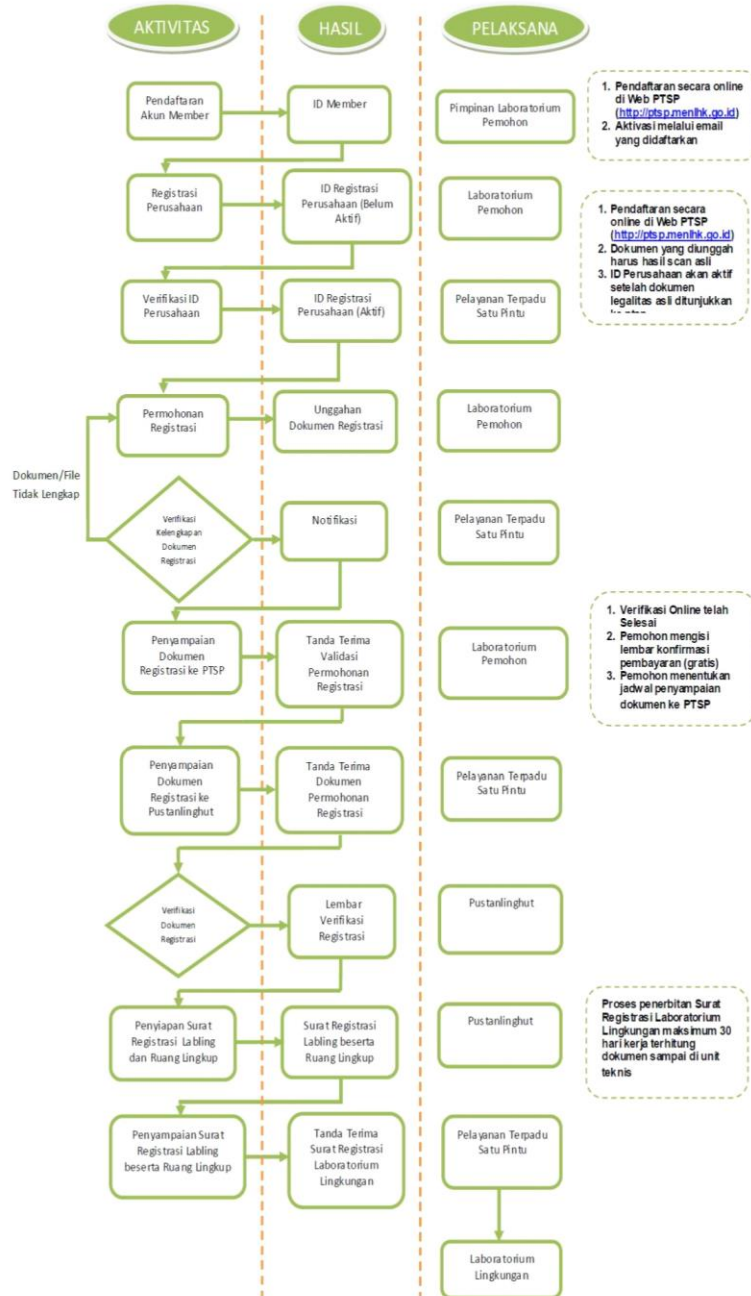 AKTIVITAS
HASIL
PELAKSANA
Pendaftaran
Akun Member
ID Member
Pimpinan Laboratorium
Pemohon
1. Pendaftaran secara online
di Web PTSP
(http://ptsp.menlhk.go.id)
2. Aktivasi melalui email
yang didaftarkan
Registrasi
Perusahaan
ID Registrasi
Perusahaan (Belum
Aktif)
Laboratorium
Pemohon
1. Pendaftaran secara
online di Web PTSP
(http://ptsp.menlhk.go.id)
2. Dokumen yang diunggah
harus hasil scan asli
3. ID Perusahaan akan aktif
setelah dokumen
legalitas asli ditunjukkan
Verifikasi ID
Perusahaan
ID Registrasi
Perusahaan (Aktif)
Pelayanan Terpadu
Satu Pintu
Permohonan
Registrasi
Unggahan
Dokumen Registrasi
Laboratorium
Pemohon
Dokumen/File
Tidak Lengkap
Verifikasi
Kelengkapan
Dokumen
Registrasi
Notifikasi
Pelayanan Terpadu
Satu Pintu
Penyampaian
Dokumen
Registrasi ke PTSP
Tanda Terima
Validasi
Permohonan
Registrasi
Laboratorium
Pemohon
1. Verifikasi Online telah
Selesai
2. Pemohon mengisi
lembar konfirmasi
pembayaran (gratis)
3. Pemohon menentukan
jadwal penyampaian
dokumen ke PTSP
Penyampaian
Dokumen
Registrasi ke
Pustanlinghut
Tanda Terima
Dokumen
Permohonan
Registrasi
Pelayanan Terpadu
Satu Pintu
Verifikasi
Dokumen
Registrasi
Lembar
Verifikasi
Registrasi
Pustanlinghut
Penyiapan Surat
Registrasi Labling
dan Ruang Lingkup
Surat Registrasi
Labling beserta
Ruang Lingkup
Pustanlinghut
Proses penerbitan Surat
Registrasi Laboratorium
Lingkungan maksimum 30
hari kerja terhitung
dokumen sampai di unit
teknis
Penyampaian Surat
Registrasi Labling
beserta Ruang Lingkup
Tanda Terima
Surat Registrasi
Laboratorium
Lingkungan
Pelayanan Terpadu
Satu Pintu
Laboratorium
Lingkungan